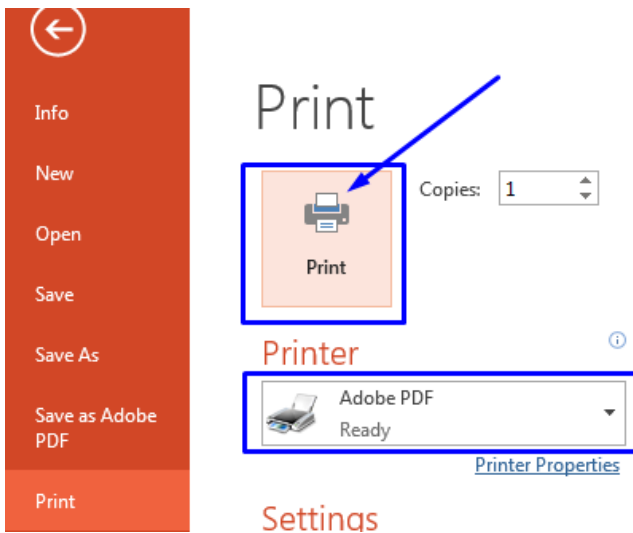 Info
New
Open
Save
Save As
Save as Adobe
PDF
Print
Print
Print
Copies: 1
Printer
Adobe PDF
Ready
Printer Properties
Settings